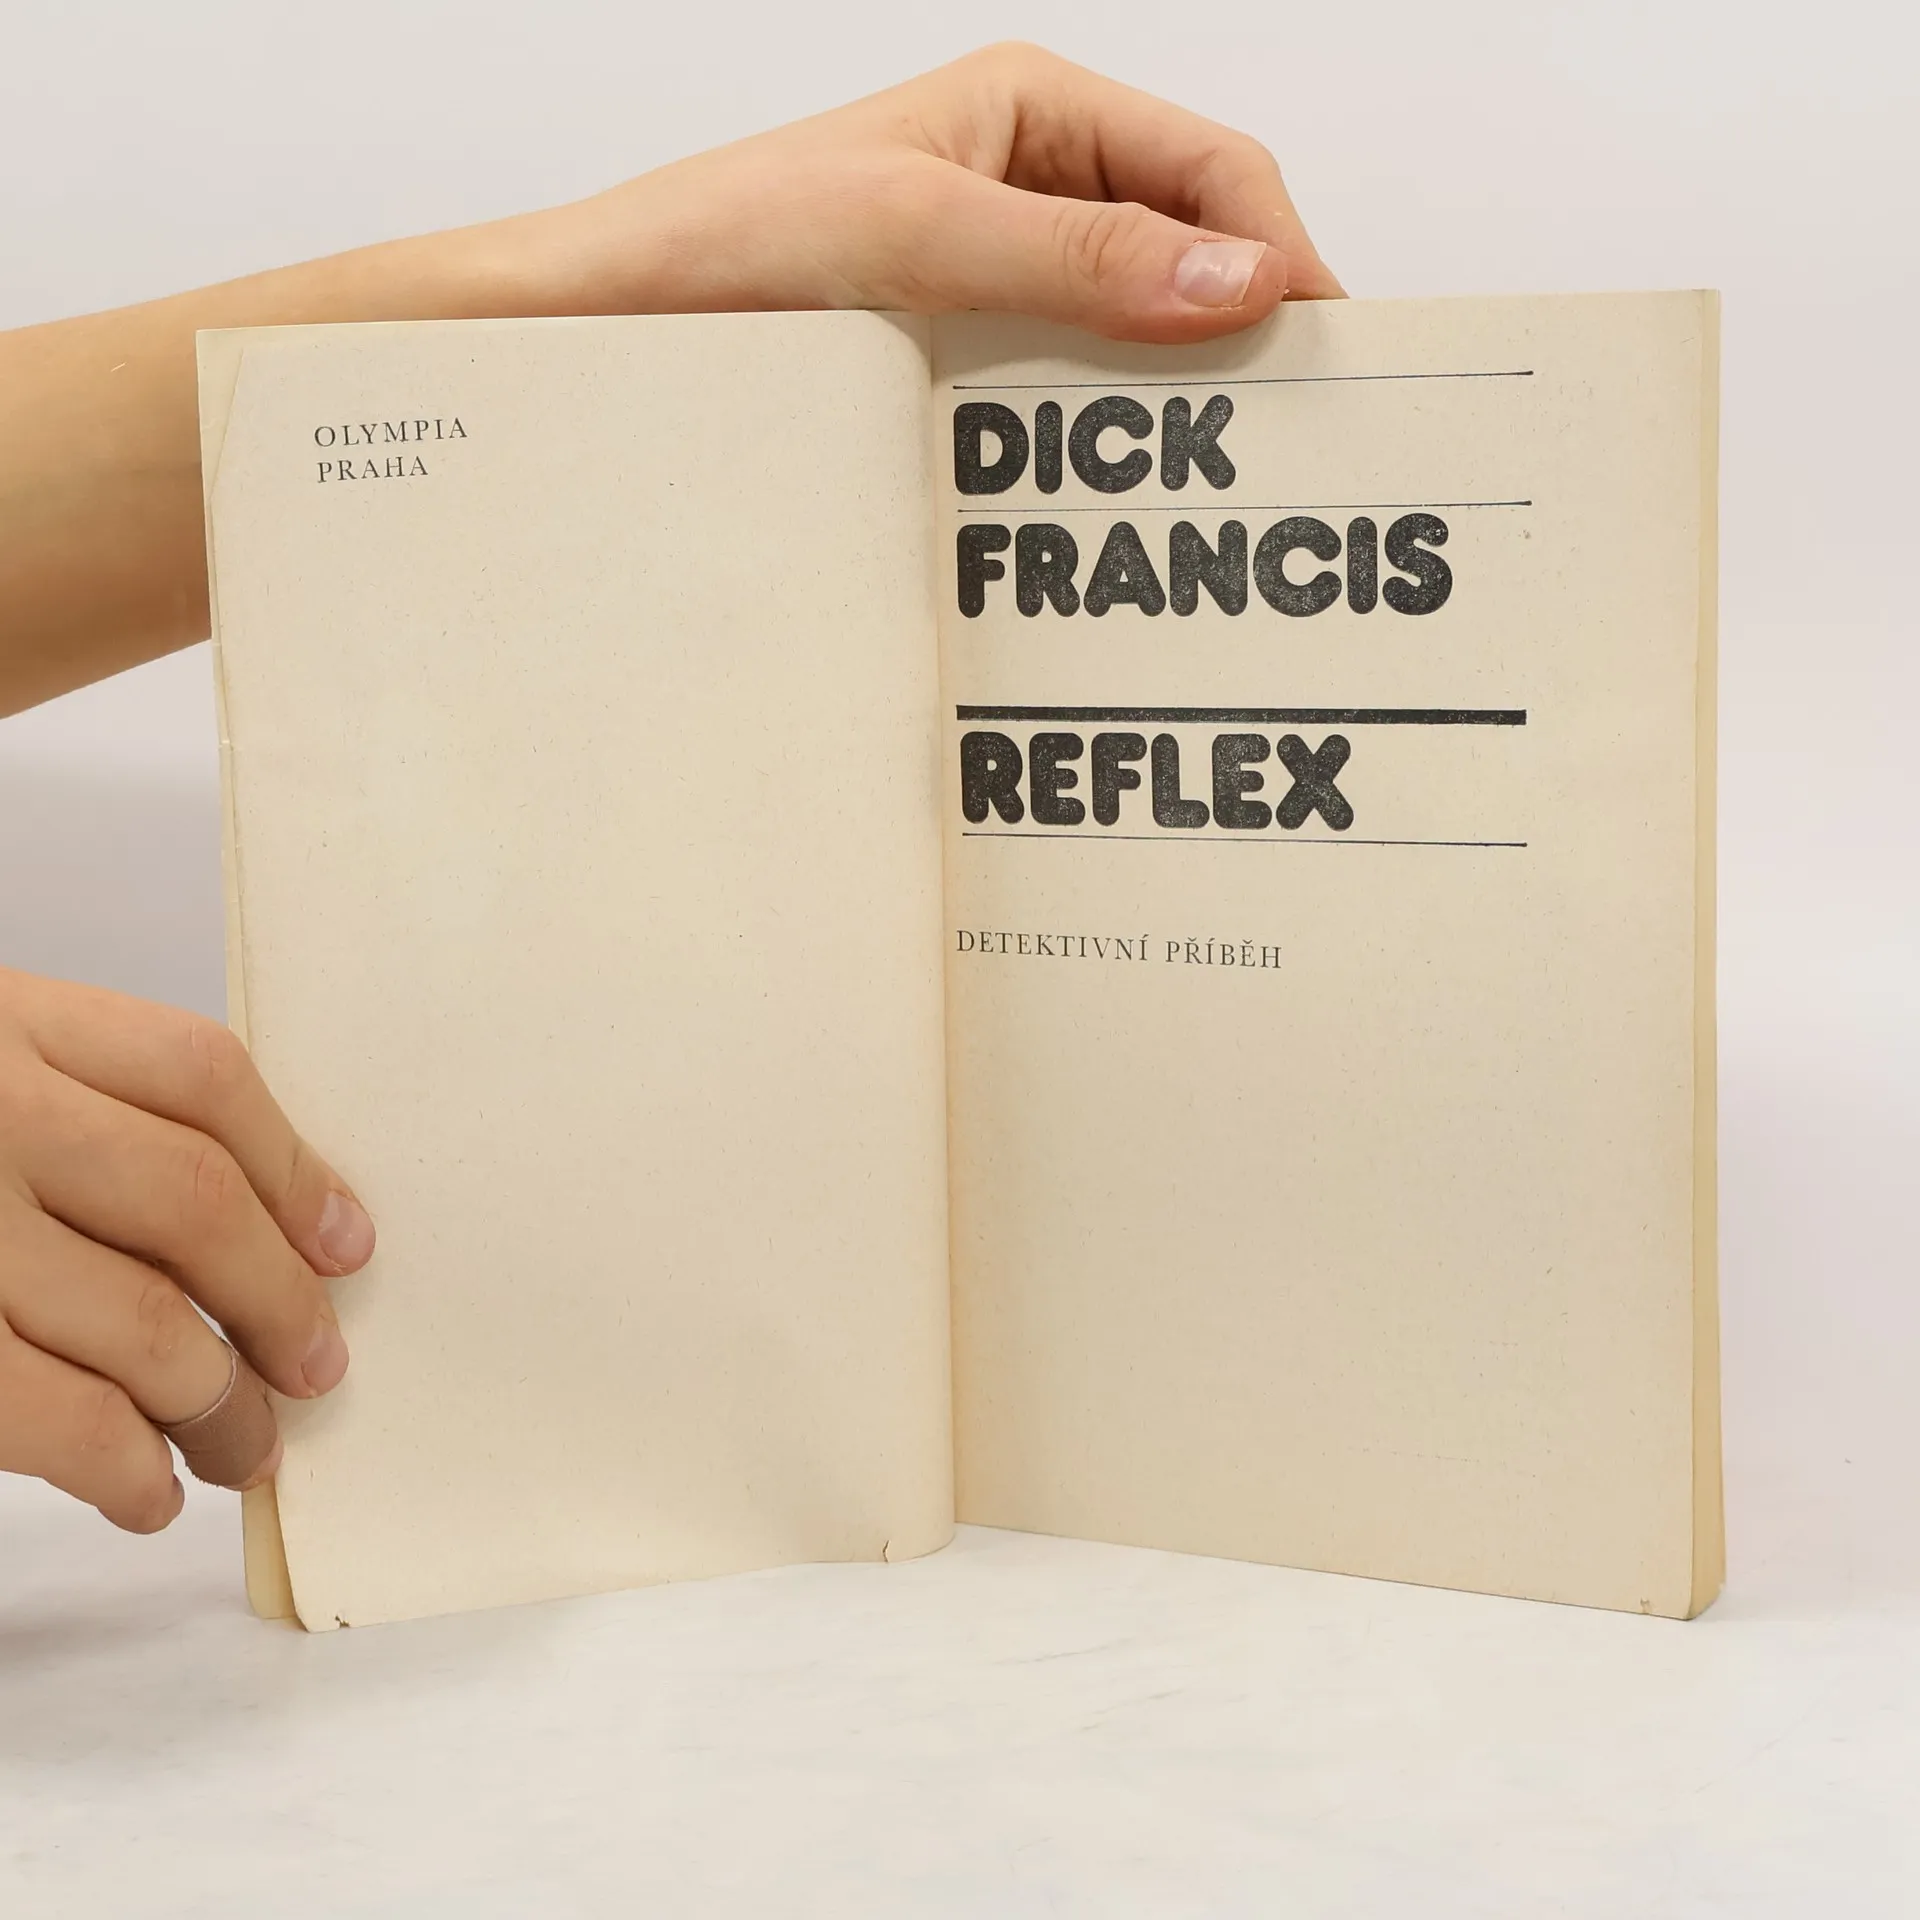 OLYMPIA
PRAHA
DICK
FRANCIS
REFLEX
DETEKTIVNÍ PŘÍBĚH